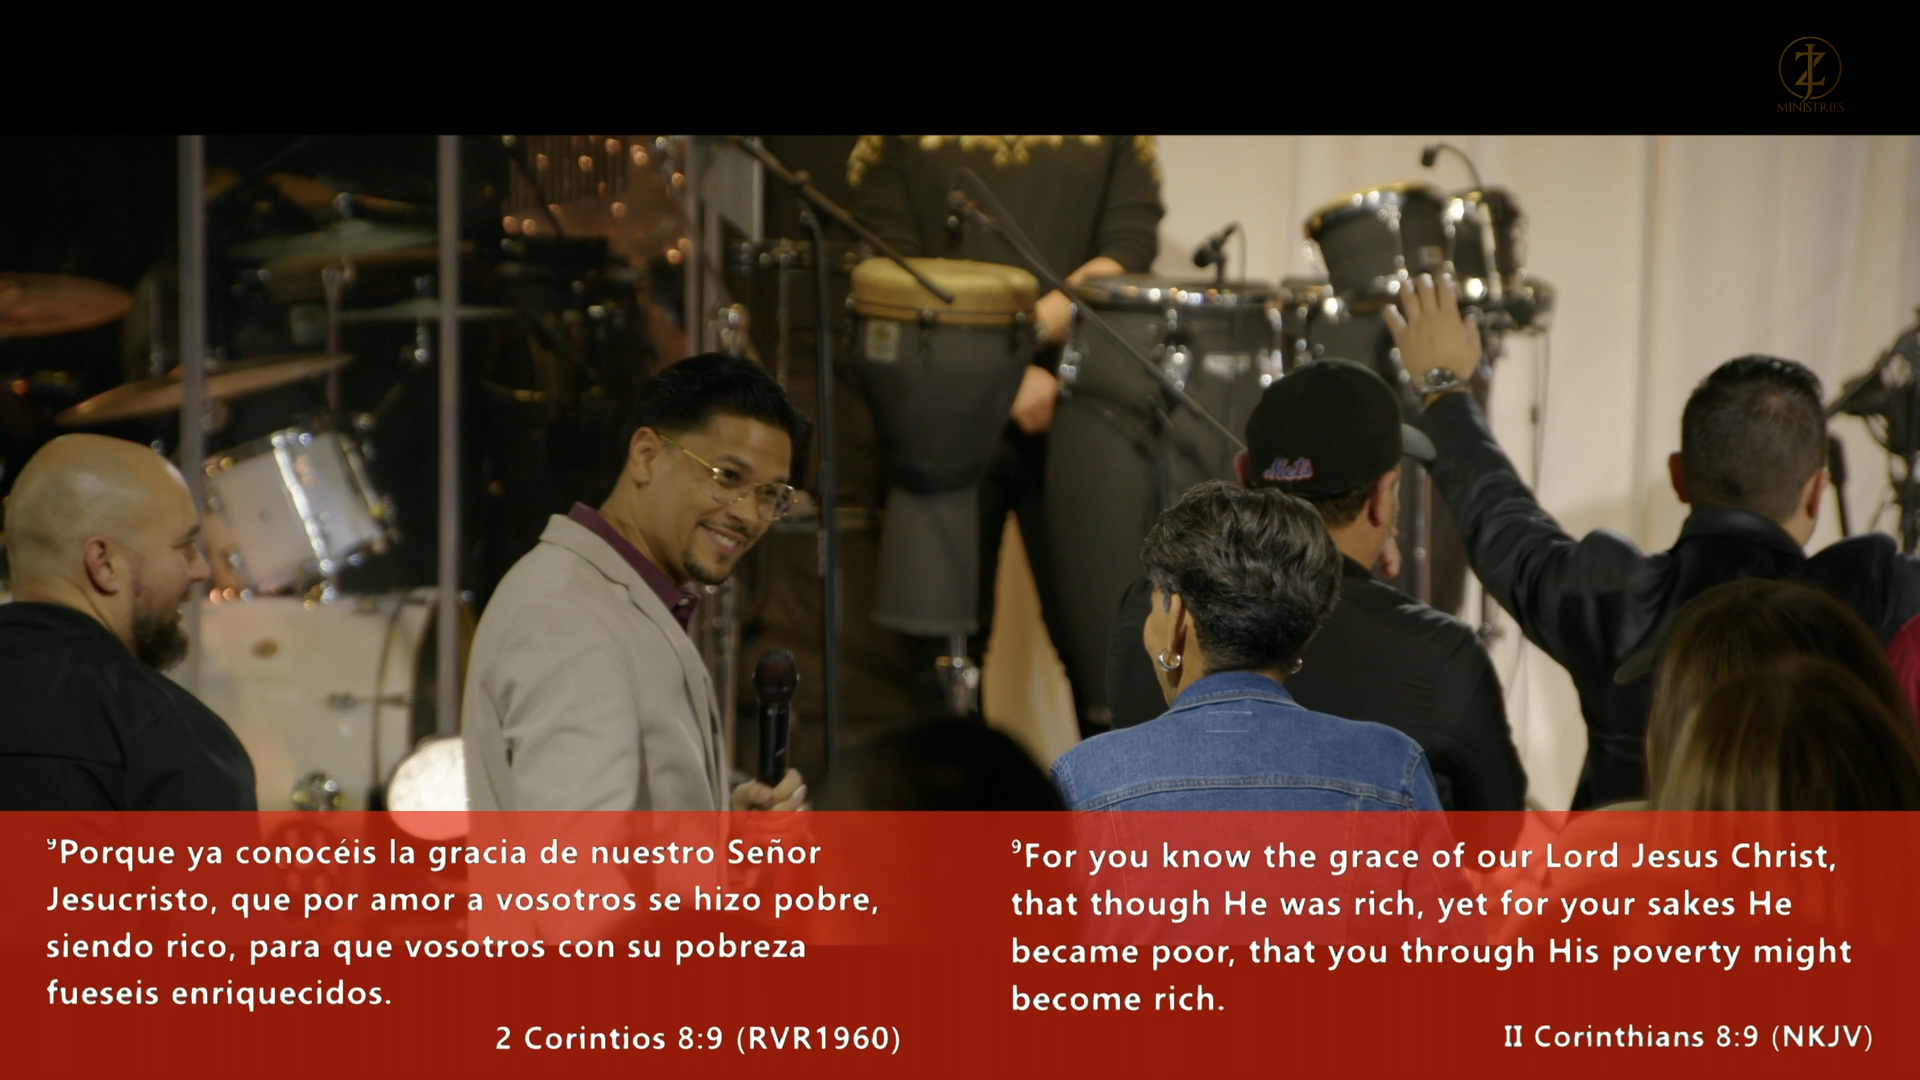 JZ
MINISTRIES
Mets
⁹Porque ya conocéis la gracia de nuestro Señor
Jesucristo, que por amor a vosotros se hizo pobre,
siendo rico, para que vosotros con su pobreza
fueseis enriquecidos.
2 Corintios 8:9 (RVR1960)
⁹For you know the grace of our Lord Jesus Christ,
that though He was rich, yet for your sakes He
became poor, that you through His poverty might
become rich.
II Corinthians 8:9 (NKJV)